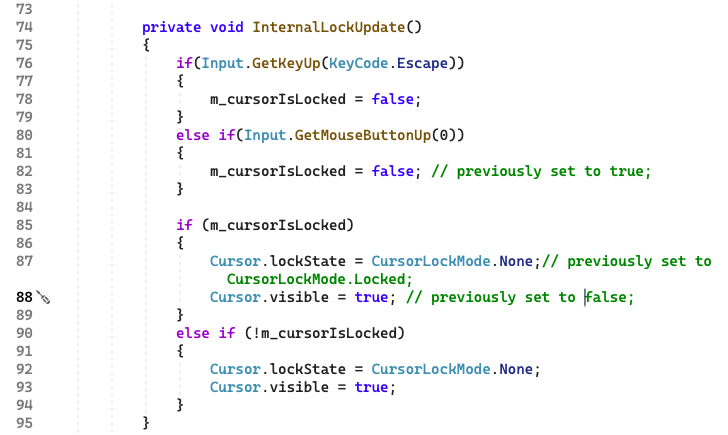 73
74 private void InternalLockUpdate()
75 {
76 if(Input.GetKeyUp(KeyCode.Escape))
77 {
78 m_cursorIsLocked = false;
79 }
80 else if(Input.GetMouseButtonUp(0))
81 {
82 m_cursorIsLocked = false; // previously set to true;
83 }
84
85 if (m_cursorIsLocked)
86 {
87 Cursor.lockState = CursorLockMode.None;// previously set to
CursorLockMode.Locked;
88 Cursor.visible = true; // previously set to false;
89 }
90 else if (!m_cursorIsLocked)
91 {
92 Cursor.lockState = CursorLockMode.None;
93 Cursor.visible = true;
94 }
95 }